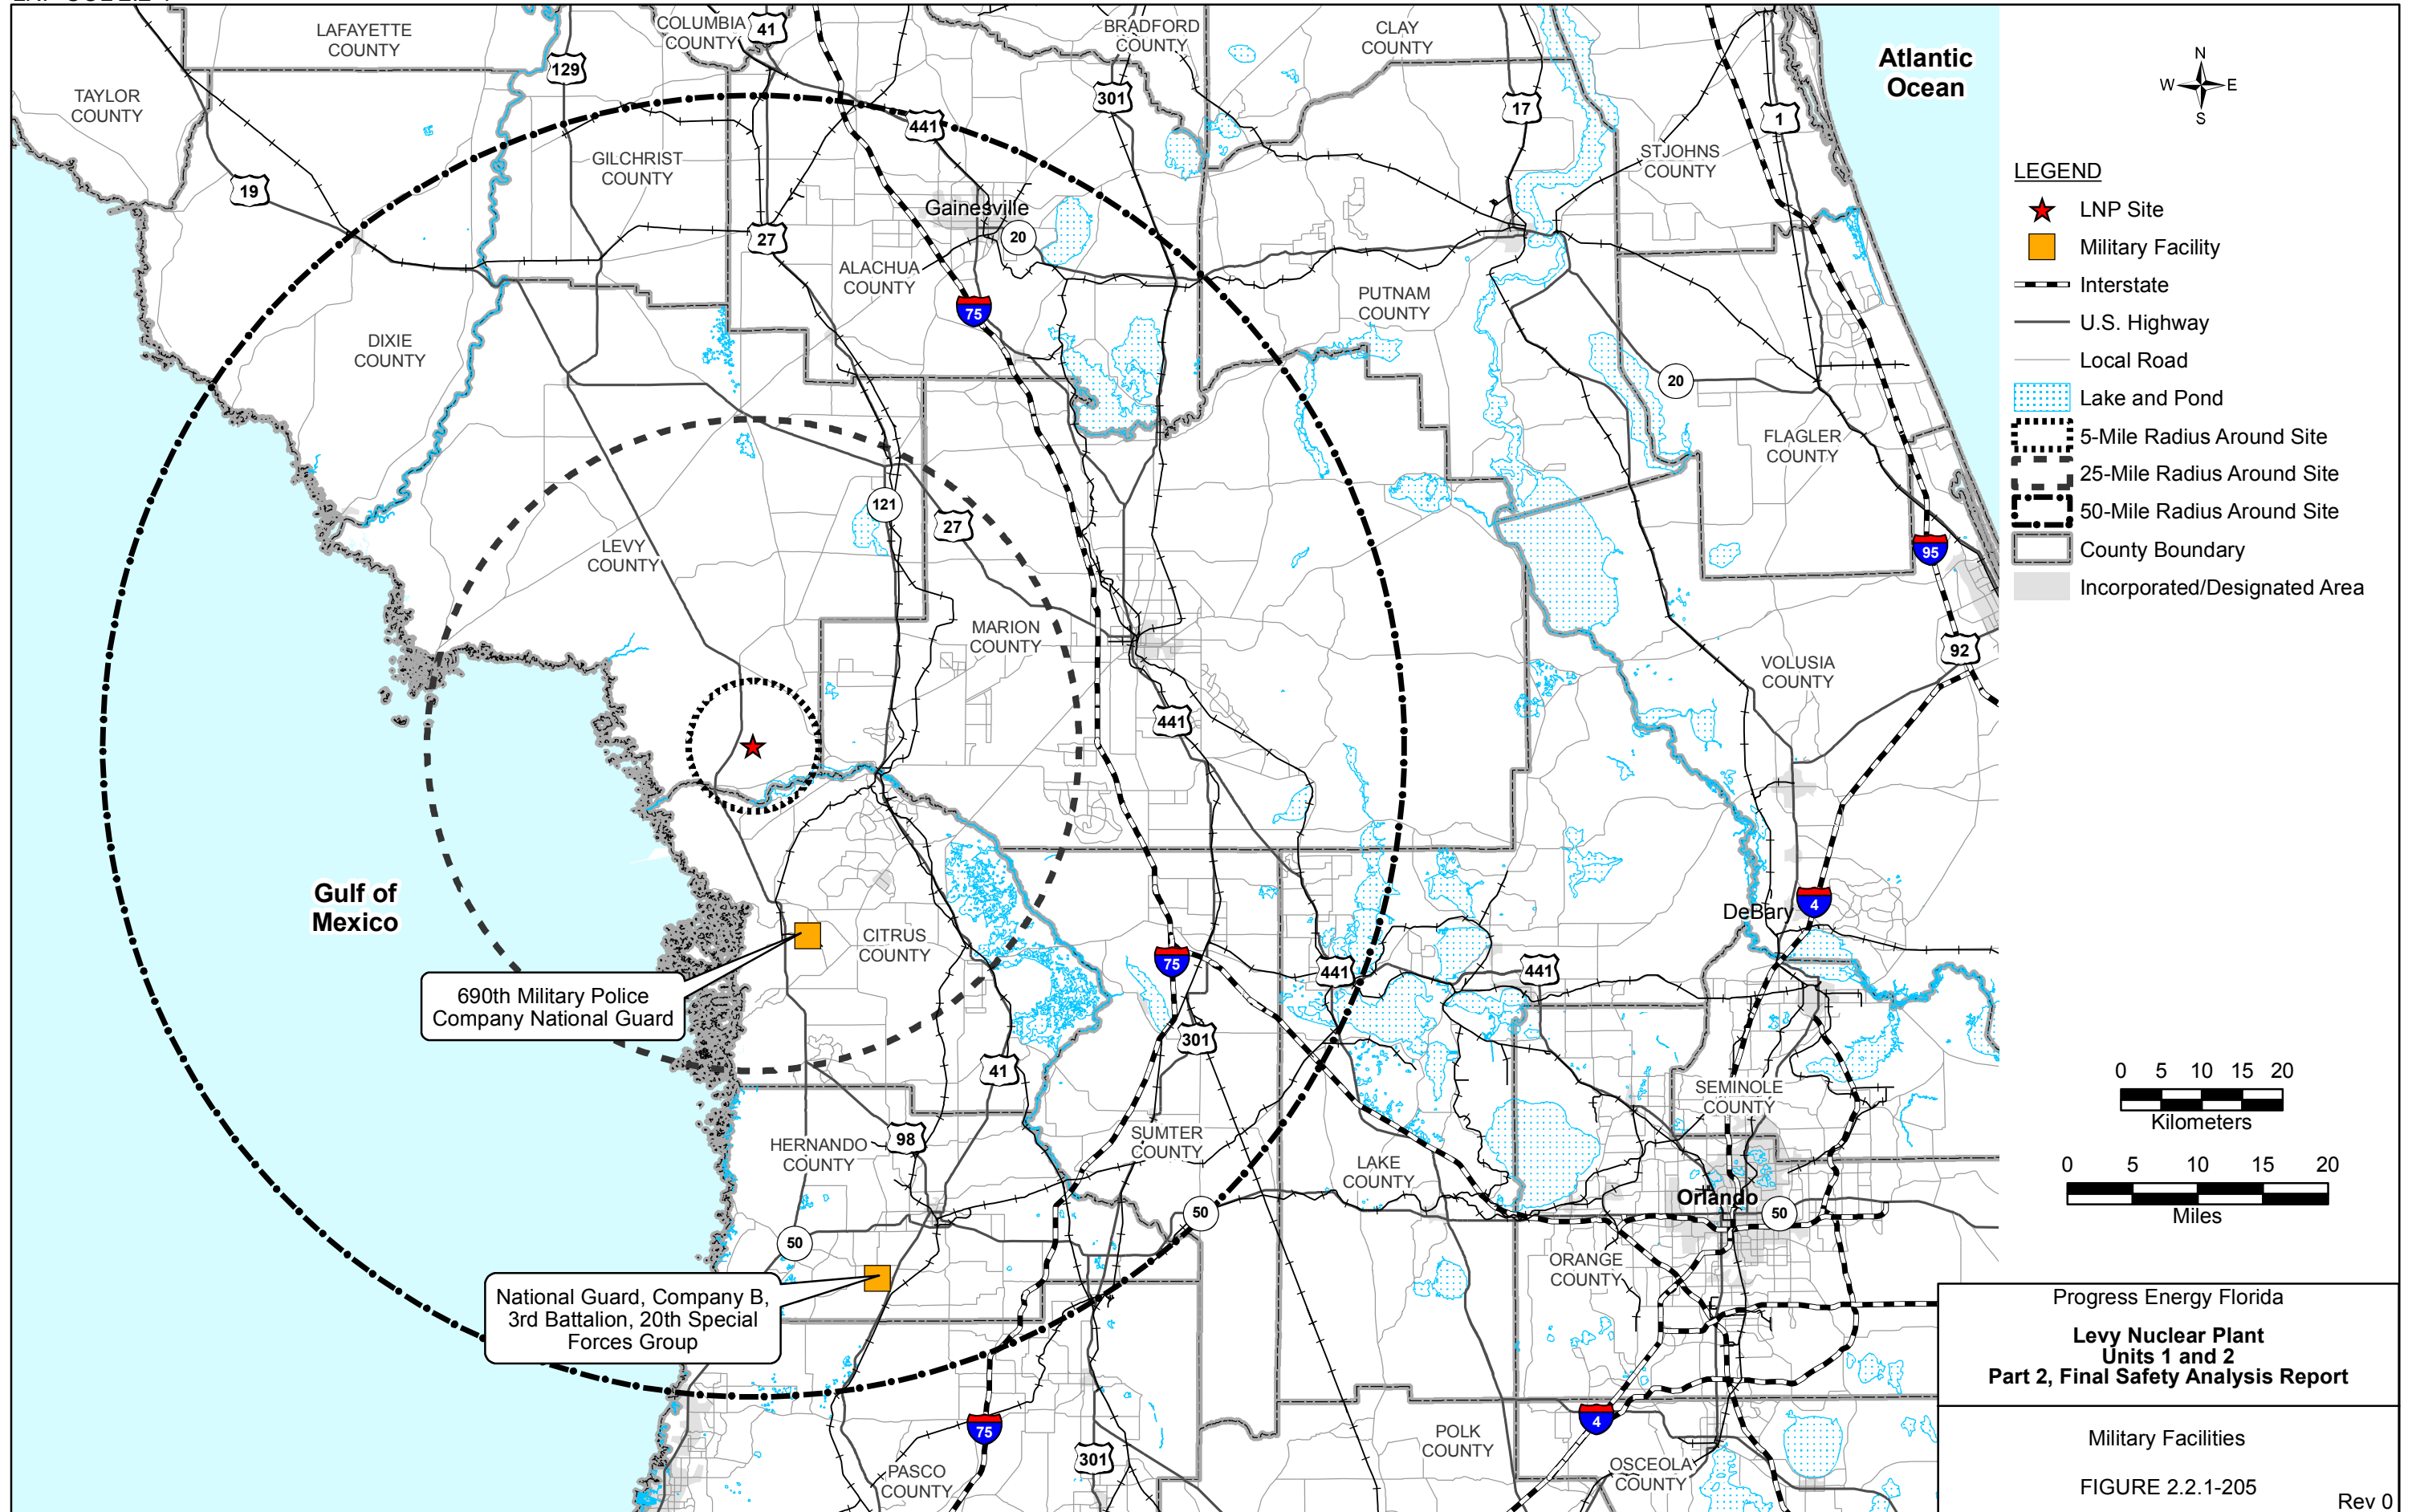 LAFAYETTE
COUNTY
COLUMBIA
COUNTY
41
BRADFORD
COUNTY
CLAY
COUNTY
Atlantic
Ocean
N
W
E
S
129
TAYLOR
COUNTY
301
17
1
441
GILCHRIST
COUNTY
STJOHNS
COUNTY
19
Gainesville
20
27
ALACHUA
COUNTY
75
PUTNAM
COUNTY
DIXIE
COUNTY
20
FLAGLER
COUNTY
121
27
LEVY
COUNTY
95
MARION
COUNTY
92
VOLUSIA
COUNTY
441
Gulf of
Mexico
CITRUS
COUNTY
DeBary
4
75
441
441
690th Military Police
Company National Guard
301
41
SEMINOLE
COUNTY
98
HERNANDO
COUNTY
SUMTER
COUNTY
LAKE
COUNTY
Orlando
50
50
50
ORANGE
COUNTY
National Guard, Company B,
3rd Battalion, 20th Special
Forces Group
75
4
301
POLK
COUNTY
PASCO
COUNTY
OSCEOLA
COUNTY
LEGEND
LNP Site
Military Facility
Interstate
U.S. Highway
Local Road
Lake and Pond
5-Mile Radius Around Site
25-Mile Radius Around Site
50-Mile Radius Around Site
County Boundary
Incorporated/Designated Area
0 5 10 15 20
Kilometers
0 5 10 15 20
Miles
Progress Energy Florida
Levy Nuclear Plant
Units 1 and 2
Part 2, Final Safety Analysis Report
Military Facilities
FIGURE 2.2.1-205
Rev 0